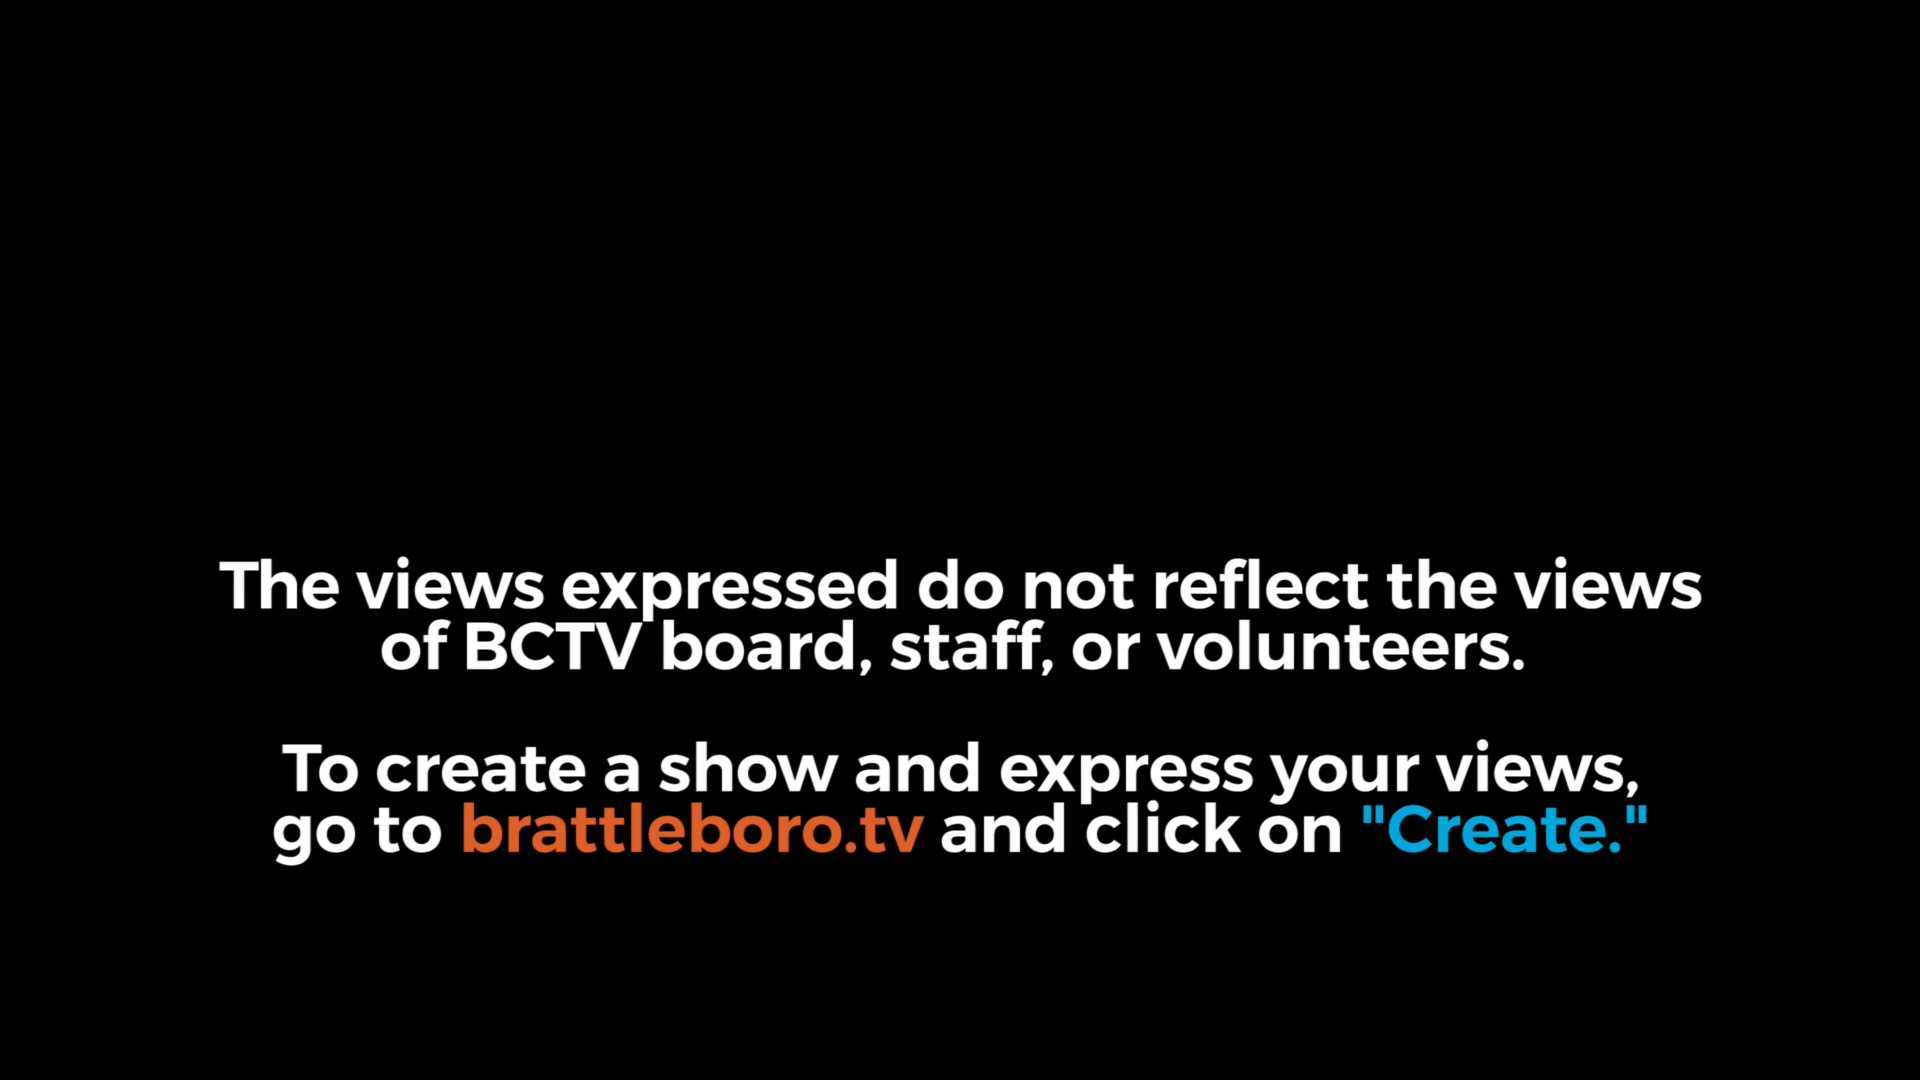 The views expressed do not reflect the views
of BCTV board, staff, or volunteers.
To create a show and express your views,
go to brattleboro.tv and click on "Create."